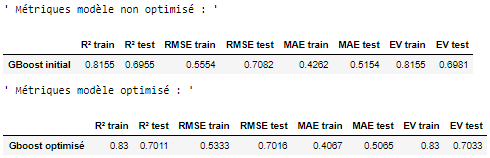 ' Métriques modèle non optimisé : '
R² train R² test RMSE train RMSE test MAE train MAE test EV train EV test
GBoost initial 0.8155 0.6955 0.5554 0.7082 0.4262 0.5154 0.8155 0.6981
' Métriques modèle optimisé : '
R² train R² test RMSE train RMSE test MAE train MAE test EV train EV test
Gboost optimisé 0.83 0.7011 0.5333 0.7016 0.4067 0.5065 0.83 0.7033